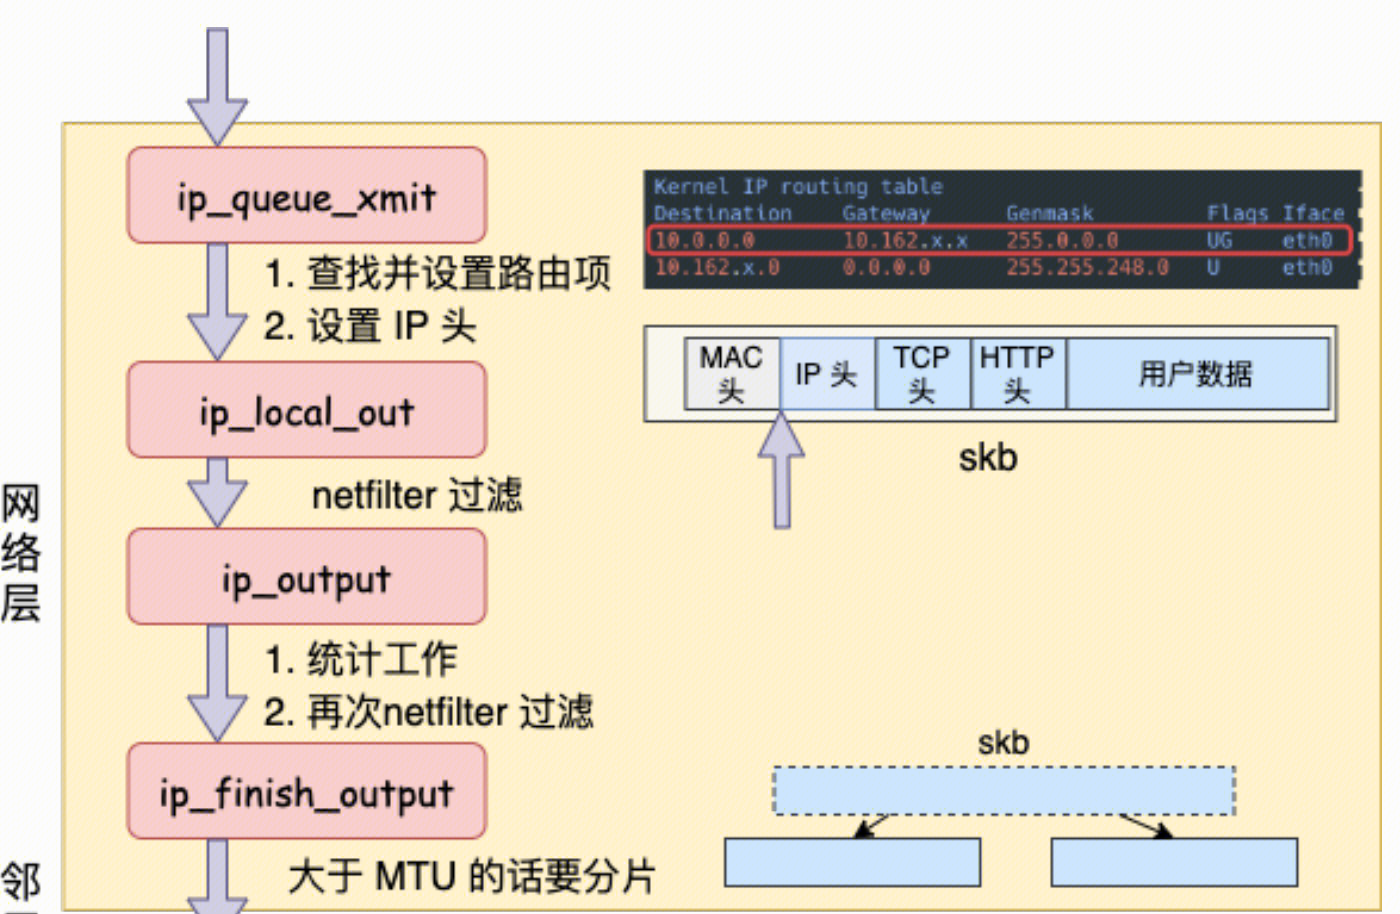 ip_queue_xmit
1. 查找并设置路由项
2. 设置 IP 头
ip_local_out
netfilter 过滤
ip_output
1. 统计工作
2. 再次netfilter 过滤
ip_finish_output
大于 MTU 的话要分片
Kernel IP routing table
Destination Gateway Genmask Flags Iface
10.0.0.0 10.162.x.x 255.0.0.0 UG eth0
10.162.x.0 0.0.0.0 255.255.248.0 U eth0
MAC
头
IP 头
TCP
头
HTTP
头
用户数据
skb
skb
网
络
层
邻